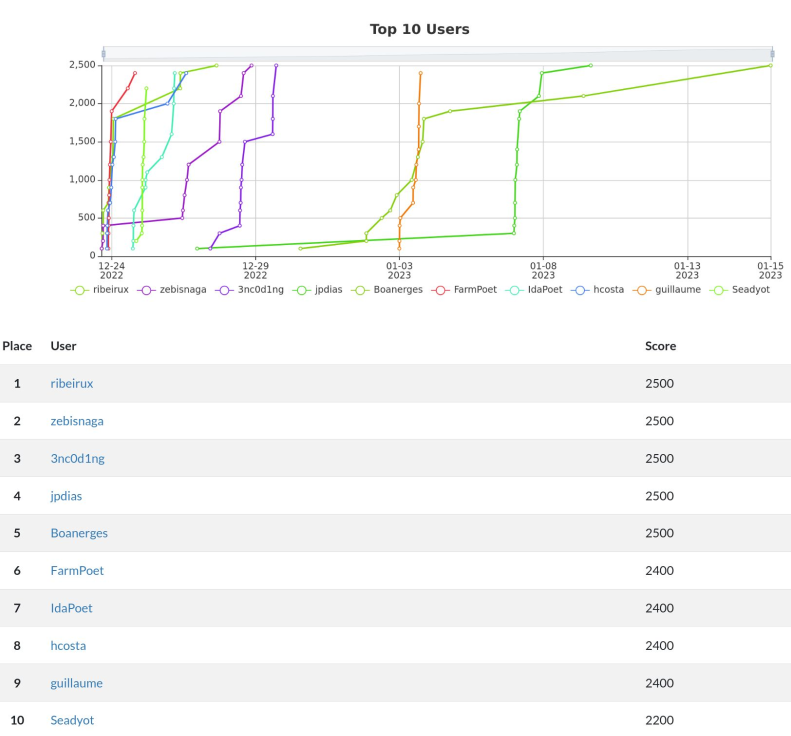 Top 10 Users
2,500
2,000
1,500
1,000
500
0
12-24 12-29 01-03 01-08 01-13 01-15
2022 2022 2023 2023 2023 2023
ribeirux zebisnaga 3nc0d1ng jpdias Boanerges FarmPoet IdaPoet hcosta guillaume Seadyot
Place User Score
1 ribeirux 2500
2 zebisnaga 2500
3 3nc0d1ng 2500
4 jpdias 2500
5 Boanerges 2500
6 FarmPoet 2400
7 IdaPoet 2400
8 hcosta 2400
9 guillaume 2400
10 Seadyot 2200